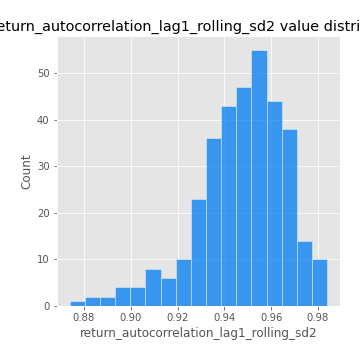 return_autocorrelation_lag1_rolling_sd2 value distri
50
40
30
20
10
0
Count
0.88 0.90 0.92 0.94 0.96 0.98
return_autocorrelation_lag1_rolling_sd2